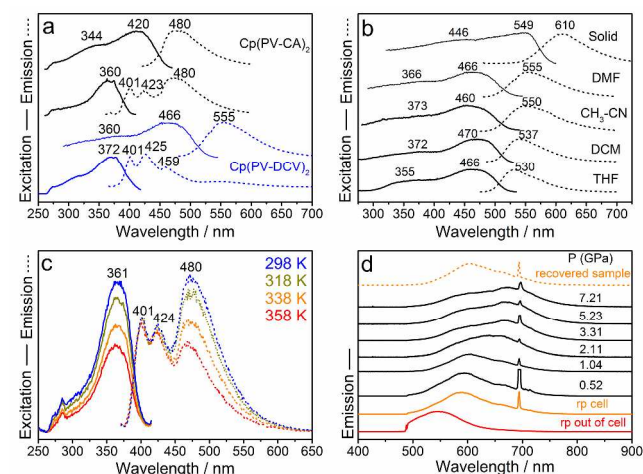 a
344
420
480
Cp(PV-CA)₂
360
401
423
480
360
466
555
372
401
425
459
Cp(PV-DCV)₂
Excitation — Emission ----
250 300 350 400 450 500 550 600 650 700
Wavelength / nm
b
446
549
610
Solid
366
466
555
DMF
373
460
550
CH₃-CN
372
470
537
DCM
355
466
530
THF
Excitation — Emission ----
300 350 400 450 500 550 600 650 700
Wavelength / nm
c
361
401
424
480
298 K
318 K
338 K
358 K
Excitation — Emission ----
250 300 350 400 450 500 550 600 650 700
Wavelength / nm
d
P (GPa)
recovered sample
7.21
5.23
3.31
2.11
1.04
0.52
rp cell
rp out of cell
Emission —
400 500 600 700 800 900
Wavelength / nm